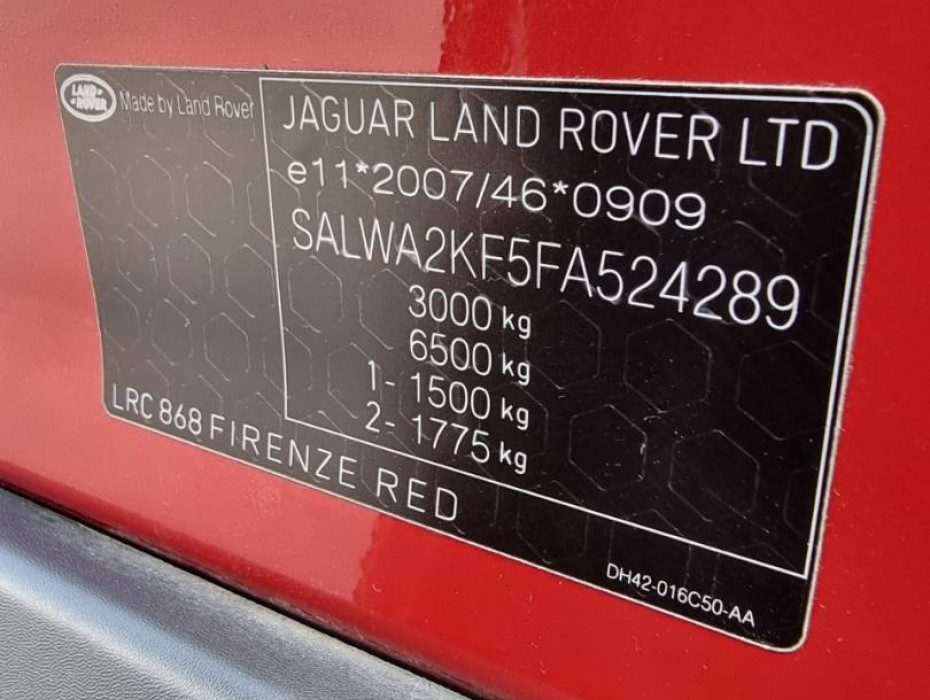 LAND ROVER
Made by Land Rover
JAGUAR LAND ROVER LTD
e11*2007/46*0909
SALWA2KF5FA524289
3000 kg
6500 kg
1- 1500 kg
2- 1775 kg
LRC 868 FIRENZE RED
DH42-016C50-AA